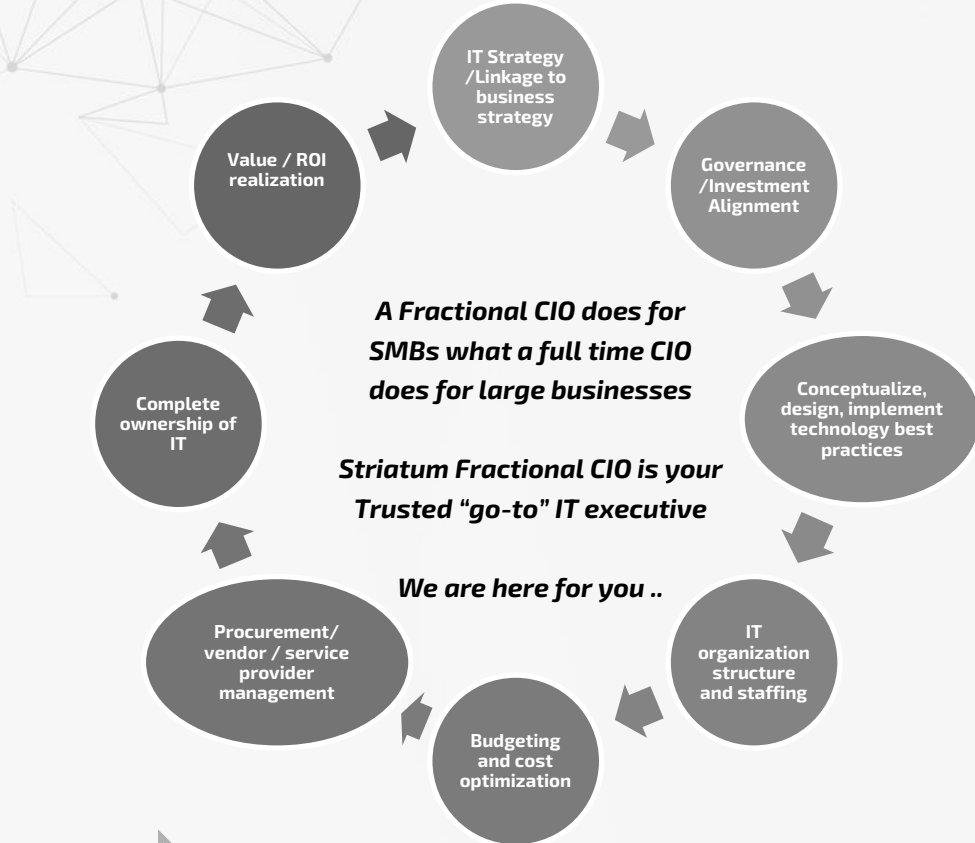 IT Strategy
/Linkage to
business
strategy
Governance
/Investment
Alignment
Conceptualize,
design, implement
technology best
practices
IT
organization
structure
and staffing
Budgeting
and cost
optimization
Procurement/
vendor / service
provider
management
Complete
ownership of
IT
Value / ROI
realization
A Fractional CIO does for
SMBs what a full time CIO
does for large businesses
Striatum Fractional CIO is your
Trusted “go-to” IT executive
We are here for you ..